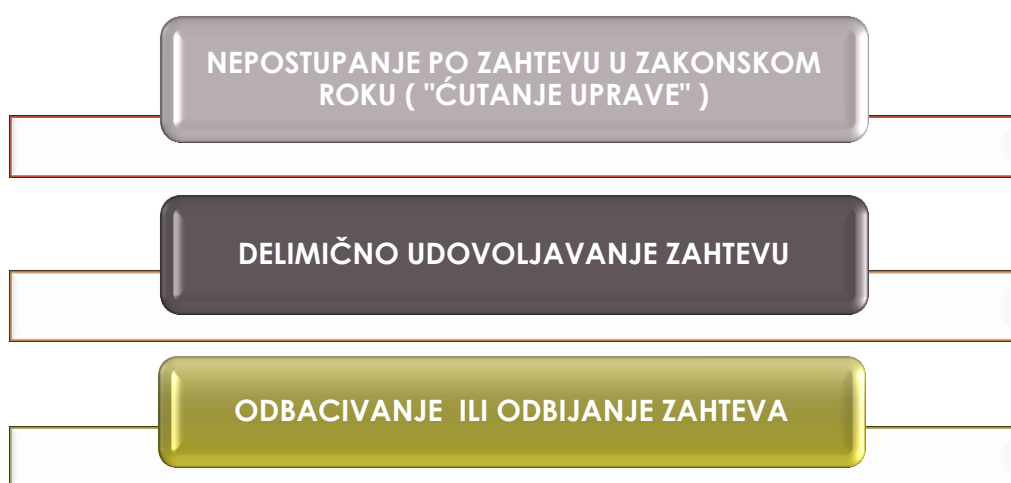 NEPOSTUPANJE PO ZAHTEVU U ZAKONSKOM
ROKU ( "ĆUTANJE UPRAVE" )
DELIMIČNO UDOVOLJAVANJE ZAHTEVU
ODBACIVANJE ILI ODBIJANJE ZAHTEVA